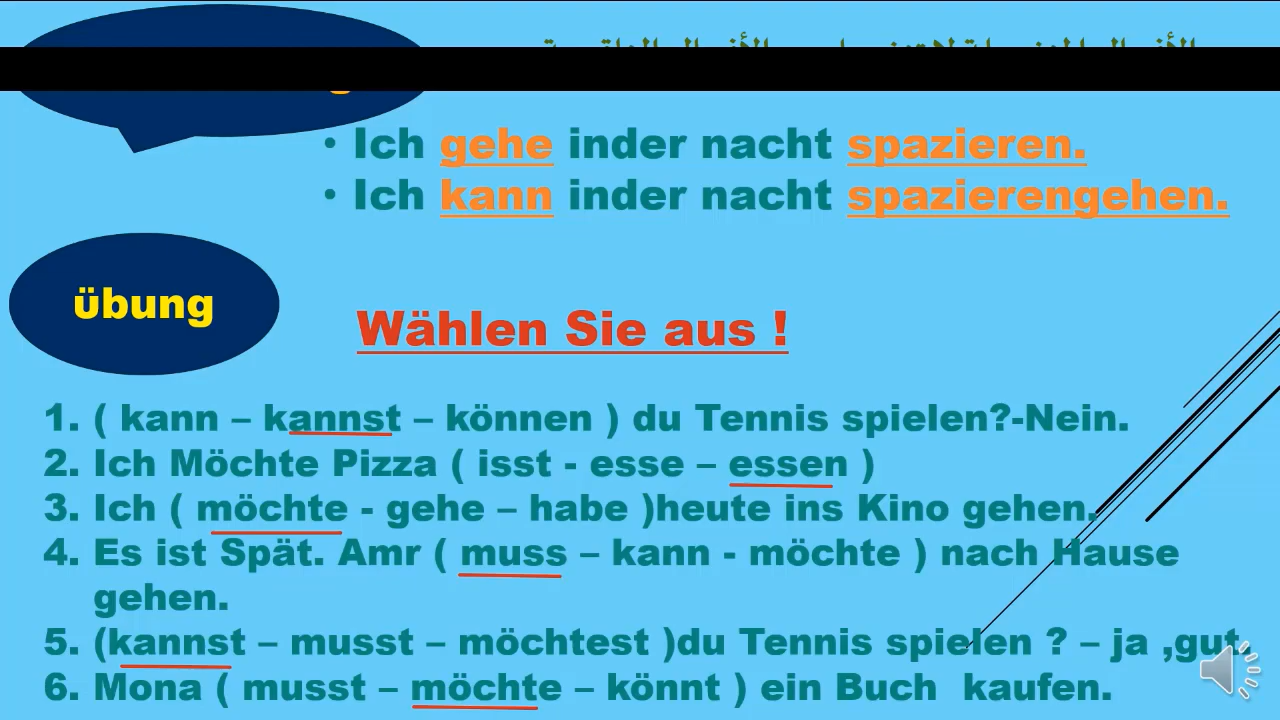 • Ich gehe inder nacht spazieren.
• Ich kann inder nacht spazierengehen.
übung
Wählen Sie aus !
1. ( kann – kannst – können ) du Tennis spielen?-Nein.
2. Ich Möchte Pizza ( isst - esse – essen )
3. Ich ( möchte - gehe – habe )heute ins Kino gehen.
4. Es ist Spät. Amr ( muss – kann - möchte ) nach Hause
gehen.
5. (kannst – musst – möchtest )du Tennis spielen ? – ja ,gut.
6. Mona ( musst – möchte – könnt ) ein Buch kaufen.